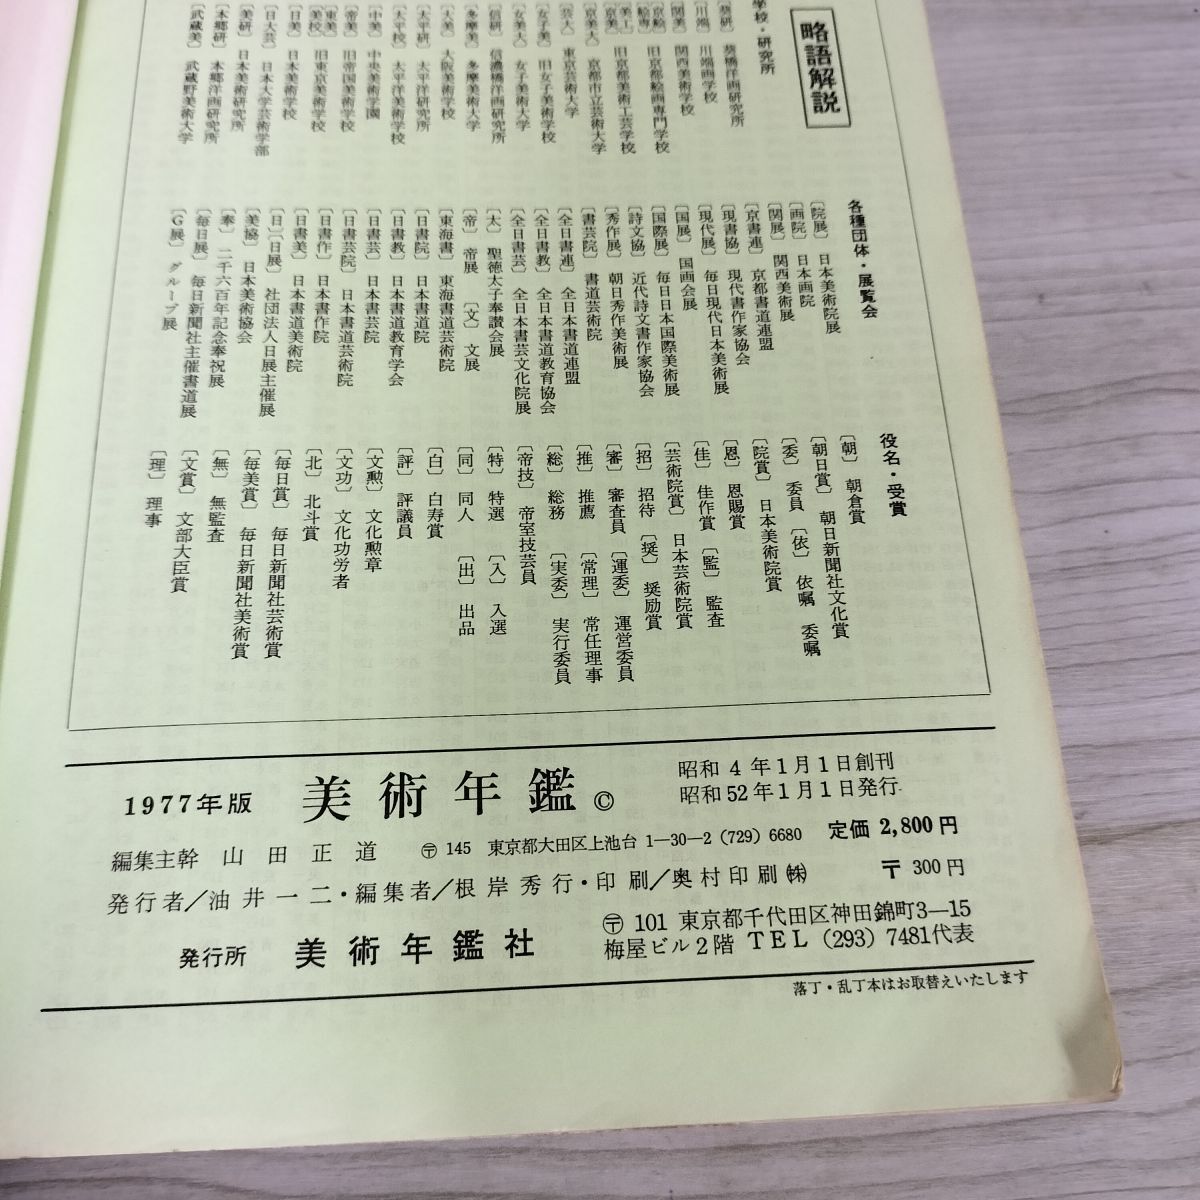 略語解説
学校・研究所
〔葵研〕 葵橋洋画研究所
〔川端〕 川端画学校
〔関美〕 関西美術学校
〔京絵専〕 旧京都絵画専門学校
〔京美工〕 旧京都美術工芸学校
〔京美大〕 京都市立芸術大学
〔芸大〕 東京芸術大学
〔女子美〕 旧女子美術学校
〔女美大〕 女子美術大学
〔信研〕 信濃橋洋画研究所
〔多摩美〕 多摩美術大学
〔大美〕 大阪美術学校
〔太平研〕 太平洋研究所
〔太平校〕 太平洋美術学校
〔中美〕 中央美術学園
〔帝美〕 旧帝国美術学校
〔東美校〕 旧東京美術学校
〔日美〕 日本美術学校
〔日大芸〕 日本大学芸術学部
〔美研〕 日本美術研究所
〔本郷研〕 本郷洋画研究所
〔武蔵美〕 武蔵野美術大学
各種団体・展覧会
〔院展〕 日本美術院展
〔画院〕 日本画院
〔関展〕 関西美術展
〔京書連〕 京都書道連盟
〔現書協〕 現代書作家協会
〔現代展〕 毎日現代日本美術展
〔国展〕 国画会展
〔国際展〕 毎日日本国際美術展
〔詩文協〕 近代詩文書作家協会
〔秀作展〕 朝日秀作美術展
〔書芸院〕 書道芸術院
〔全日書連〕 全日本書道連盟
〔全日書教〕 全日本書道教育協会
〔全日書芸〕 全日本書芸文化院展
〔太〕 聖徳太子奉讃会展
〔帝〕 帝展 〔文〕 文展
〔東海書〕 東海書道芸術院
〔日書院〕 日本書道院
〔日書教〕 日本書道教育学会
〔日書芸〕 日本書芸院
〔日書芸院〕 日本書道芸術院
〔日書作〕 日本書作院
〔日書美〕 日本書道美術院
〔日〕〔日展〕 社団法人日展主催展
〔美協〕 日本美術協会
〔奉〕 二千六百年記念奉祝展
〔毎日展〕 毎日新聞社主催書道展
〔G展〕 グループ展
役名・受賞
〔朝〕 朝倉賞
〔朝日賞〕 朝日新聞社文化賞
〔委〕 委員 〔依〕 依嘱 委嘱
〔院賞〕 日本美術院賞
〔恩〕 恩賜賞
〔佳〕 佳作賞 〔監〕 監査
〔芸術院賞〕 日本芸術院賞
〔招〕 招待 〔奨〕 奨励賞
〔審〕 審査員 〔運委〕 運営委員
〔推〕 推薦 〔常理〕 常任理事
〔総〕 総務 〔実委〕 実行委員
〔帝技〕 帝室技芸員
〔特〕 特選 〔入〕 入選
〔同〕 同人 〔出〕 出品
〔白〕 白寿賞
〔評〕 評議員
〔文勲〕 文化勲章
〔文功〕 文化功労者
〔北〕 北斗賞
〔毎日賞〕 毎日新聞社芸術賞
〔毎美賞〕 毎日新聞社美術賞
〔無〕 無監査
〔文賞〕 文部大臣賞
〔理〕 理事
1977年版 美術年鑑 ©
昭和4年1月1日創刊
昭和52年1月1日発行
編集主幹 山田正道 〒145 東京都大田区上池台1—30—2(729)6680 定価2,800円
発行者/油井一二・編集者/根岸秀行・印刷/奥村印刷㈱ 〒300円
発行所 美術年鑑社
〒101 東京都千代田区神田錦町3—15
梅屋ビル2階 TEL (293) 7481代表
落丁・乱丁本はお取替えいたします